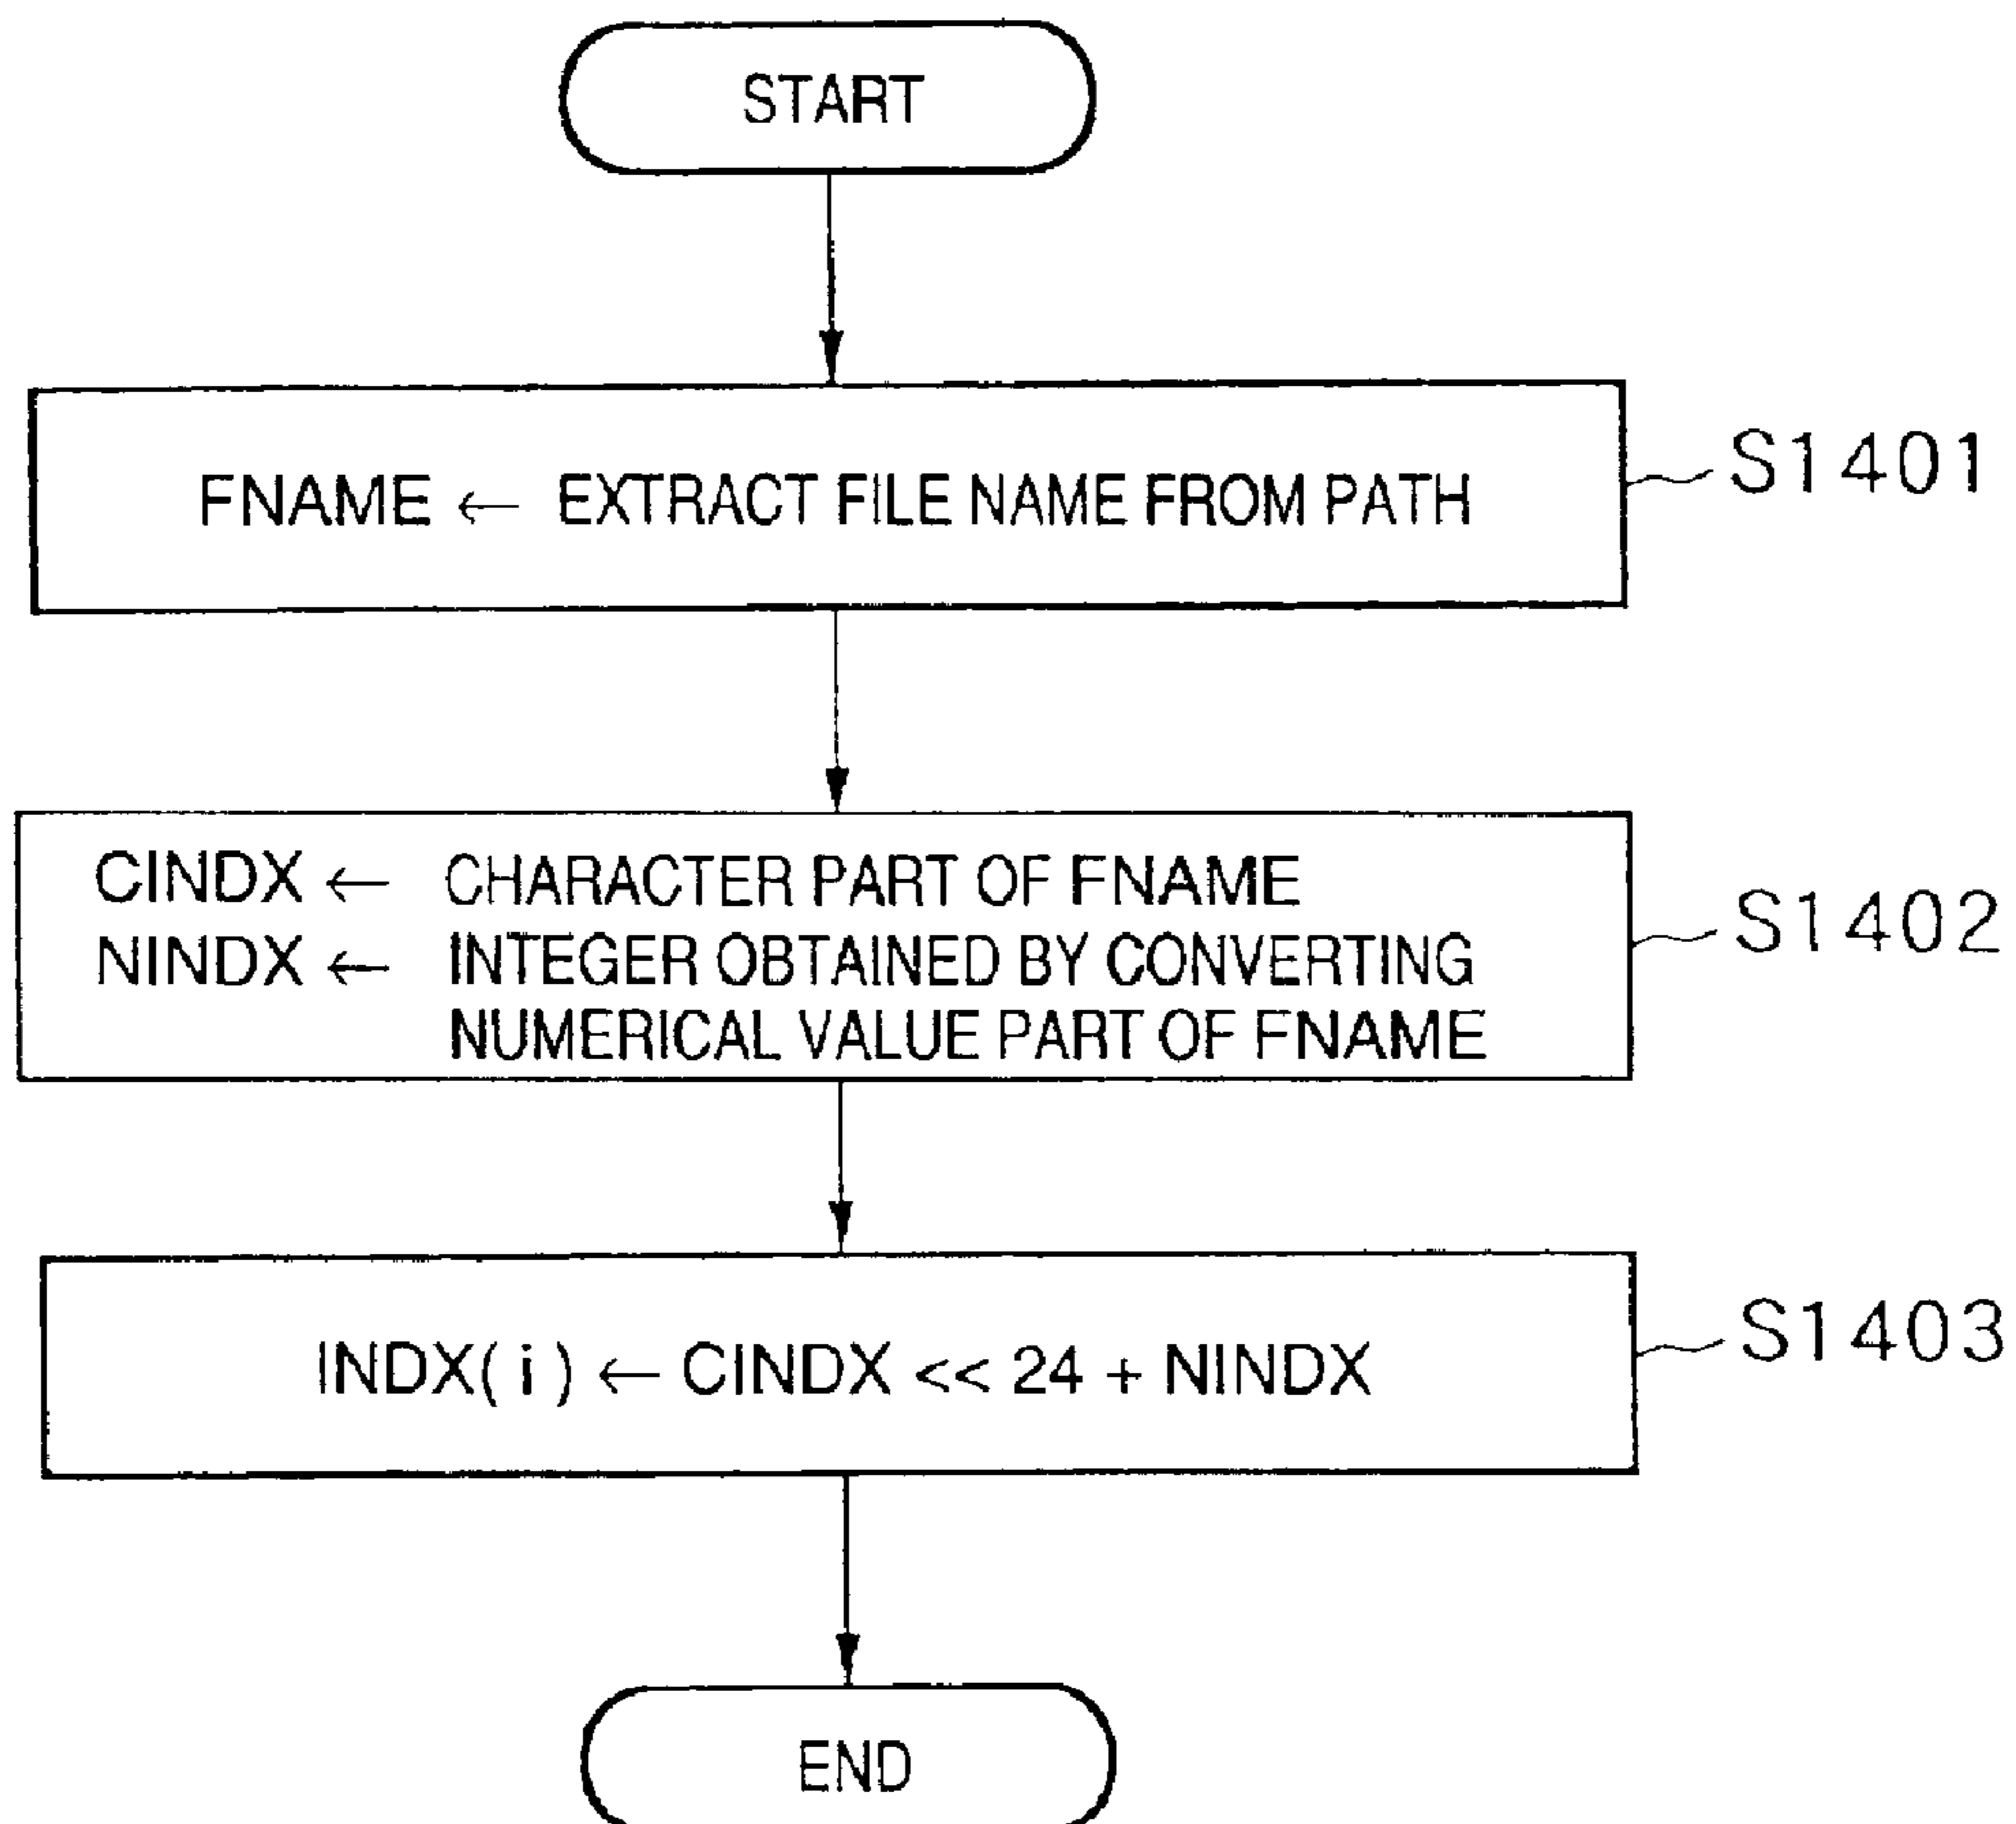 START
FNAME ← EXTRACT FILE NAME FROM PATH
S1401
CINDX ← CHARACTER PART OF FNAME
NINDX ← INTEGER OBTAINED BY CONVERTING
NUMERICAL VALUE PART OF FNAME
S1402
INDX(i) ← CINDX << 24 + NINDX
S1403
END